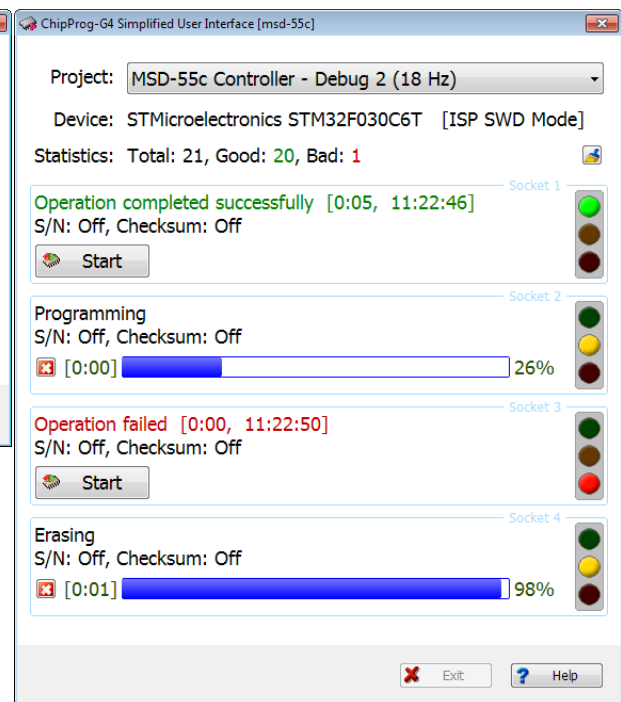 ChipProg-G4 Simplified User Interface [msd-55c]
Project: MSD-55c Controller - Debug 2 (18 Hz)
Device: STMicroelectronics STM32F030C6T [ISP SWD Mode]
Statistics: Total: 21, Good: 20, Bad: 1
Socket 1
Operation completed successfully [0:05, 11:22:46]
S/N: Off, Checksum: Off
Start
Socket 2
Programming
S/N: Off, Checksum: Off
[0:00] 26%
Socket 3
Operation failed [0:00, 11:22:50]
S/N: Off, Checksum: Off
Start
Socket 4
Erasing
S/N: Off, Checksum: Off
[0:01] 98%
Exit ? Help